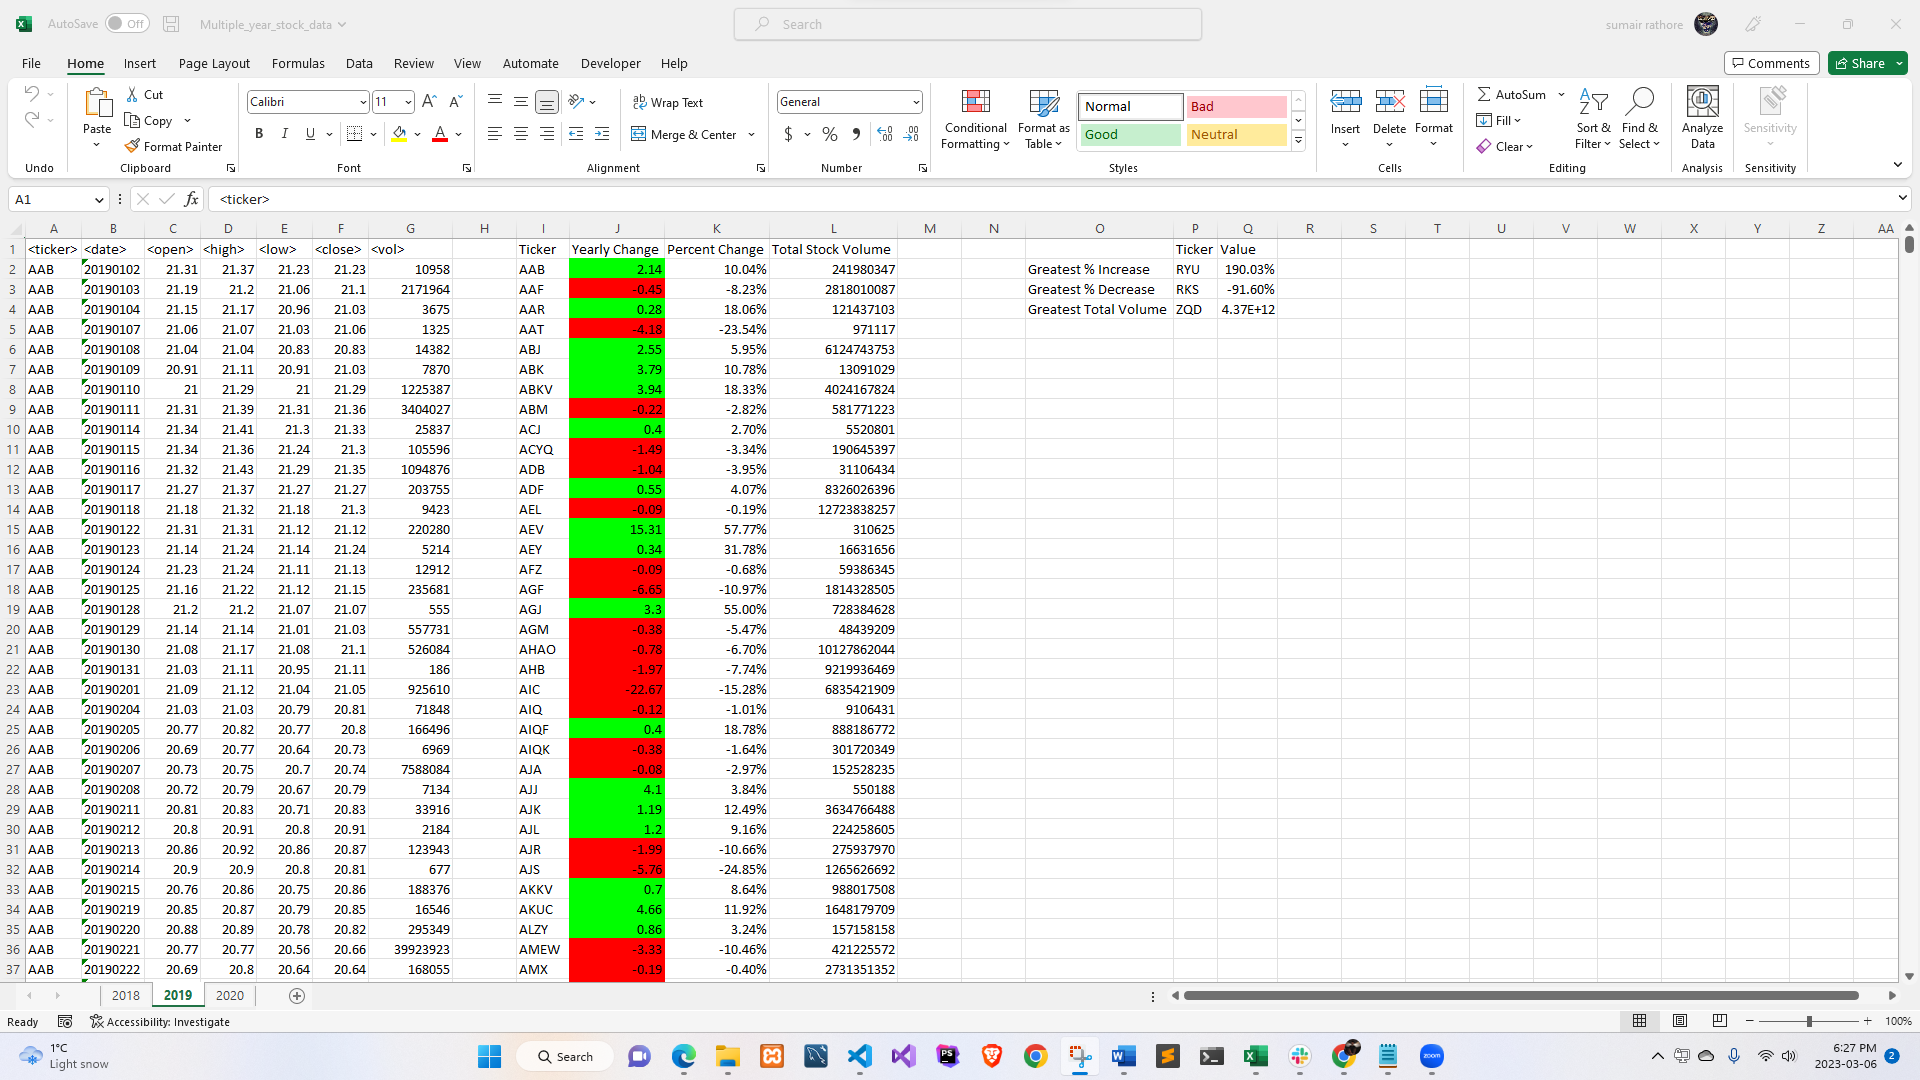 AutoSave Off Multiple_year_stock_data Search sumair rathore
File Home Insert Page Layout Formulas Data Review View Automate Developer Help Comments Share
Cut Calibri 11 Wrap Text General Normal Bad AutoSum
Paste Copy Conditional Formatting Format as Table Good Neutral Insert Delete Format Fill Sort & Filter Find & Select Analyze Data Sensitivity
Format Painter B I U Merge & Center $ % Clear
Undo Clipboard Font Alignment Number Styles Cells Editing Analysis Sensitivity
A1 fx <ticker>
A B C D E F G H I J K L M N O P Q R S T U V W X Y Z AA
1 <ticker> <date> <open> <high> <low> <close> <vol> Ticker Yearly Change Percent Change Total Stock Volume Ticker Value
2 AAB 20190102 21.31 21.37 21.23 21.23 10958 AAB 2.14 10.04% 241980347 Greatest % Increase RYU 190.03%
3 AAB 20190103 21.19 21.2 21.06 21.1 2171964 AAF -0.45 -8.23% 2818010087 Greatest % Decrease RKS -91.60%
4 AAB 20190104 21.15 21.17 20.96 21.03 3675 AAR 0.28 18.06% 121437103 Greatest Total Volume ZQD 4.37E+12
5 AAB 20190107 21.06 21.07 21.03 21.06 1325 AAT -4.18 -23.54% 971117
6 AAB 20190108 21.04 21.04 20.83 20.83 14382 ABJ 2.55 5.95% 6124743753
7 AAB 20190109 20.91 21.11 20.91 21.03 7870 ABK 3.79 10.78% 13091029
8 AAB 20190110 21 21.29 21 21.29 1225387 ABKV 3.94 18.33% 4024167824
9 AAB 20190111 21.31 21.39 21.31 21.36 3404027 ABM -0.22 -2.82% 581771223
10 AAB 20190114 21.34 21.41 21.3 21.33 25837 ACJ 0.4 2.70% 5520801
11 AAB 20190115 21.34 21.36 21.24 21.3 105596 ACYQ -1.49 -3.34% 190645397
12 AAB 20190116 21.32 21.43 21.29 21.35 1094876 ADB -1.04 -3.95% 31106434
13 AAB 20190117 21.27 21.37 21.27 21.27 203755 ADF 0.55 4.07% 8326026396
14 AAB 20190118 21.18 21.32 21.18 21.3 9423 AEL -0.09 -0.19% 12723838257
15 AAB 20190122 21.31 21.31 21.12 21.12 220280 AEV 15.31 57.77% 310625
16 AAB 20190123 21.14 21.24 21.14 21.24 5214 AEY 0.34 31.78% 16631656
17 AAB 20190124 21.23 21.24 21.11 21.13 12912 AFZ -0.09 -0.68% 59386345
18 AAB 20190125 21.16 21.22 21.12 21.15 235681 AGF -6.65 -10.97% 1814328505
19 AAB 20190128 21.2 21.2 21.07 21.07 555 AGJ 3.3 55.00% 728384628
20 AAB 20190129 21.14 21.14 21.01 21.03 557731 AGM -0.38 -5.47% 48439209
21 AAB 20190130 21.08 21.17 21.08 21.1 526084 AHAO -0.78 -6.70% 10127862044
22 AAB 20190131 21.03 21.11 20.95 21.11 186 AHB -1.97 -7.74% 9219936469
23 AAB 20190201 21.09 21.12 21.04 21.05 925610 AIC -22.67 -15.28% 6835421909
24 AAB 20190204 21.03 21.03 20.79 20.81 71848 AIQ -0.12 -1.01% 9106431
25 AAB 20190205 20.77 20.82 20.77 20.8 166496 AIQF 0.4 18.78% 888186772
26 AAB 20190206 20.69 20.77 20.64 20.73 6969 AIQK -0.38 -1.64% 301720349
27 AAB 20190207 20.73 20.75 20.7 20.74 7588084 AJA -0.08 -2.97% 152528235
28 AAB 20190208 20.72 20.79 20.67 20.79 7134 AJJ 4.1 3.84% 550188
29 AAB 20190211 20.81 20.83 20.71 20.83 33916 AJK 1.19 12.49% 3634766488
30 AAB 20190212 20.8 20.91 20.8 20.91 2184 AJL 1.2 9.16% 224258605
31 AAB 20190213 20.86 20.92 20.86 20.87 123943 AJR -1.99 -10.66% 275937970
32 AAB 20190214 20.9 20.9 20.8 20.81 677 AJS -5.76 -24.85% 1265626692
33 AAB 20190215 20.76 20.86 20.75 20.86 188376 AKKV 0.7 8.64% 988017508
34 AAB 20190219 20.85 20.87 20.79 20.85 16546 AKUC 4.66 11.92% 1648179709
35 AAB 20190220 20.88 20.89 20.78 20.82 295349 ALZY 0.86 3.24% 157158158
36 AAB 20190221 20.77 20.77 20.56 20.66 39923923 AMEW -3.33 -10.46% 421225572
37 AAB 20190222 20.69 20.8 20.64 20.64 168055 AMX -0.19 -0.40% 2731351352
2018 2019 2020
Ready Accessibility: Investigate 100%
1°C Light snow Search zoom 6:27 PM 2023-03-06 2